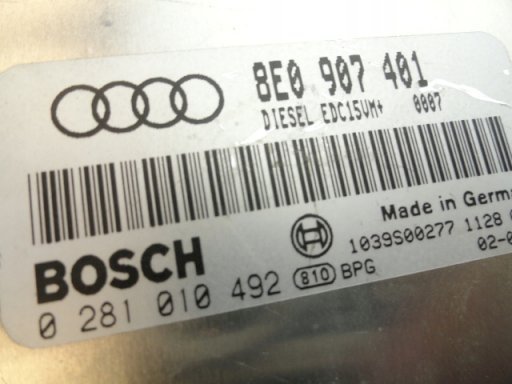 8E0 907 401
DIESEL EDC15VM+ 0007
Made in Germa
1039S00277 1128
02-0
BOSCH
0 281 010 492 810 BPG